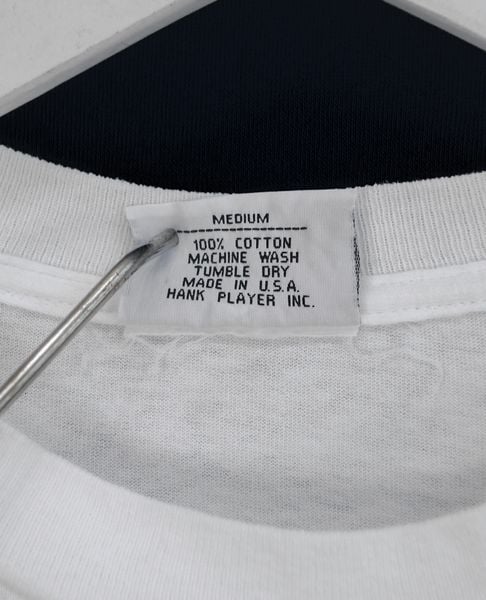 MEDIUM
100% COTTON
MACHINE WASH
TUMBLE DRY
MADE IN U.S.A.
HANK PLAYER INC.